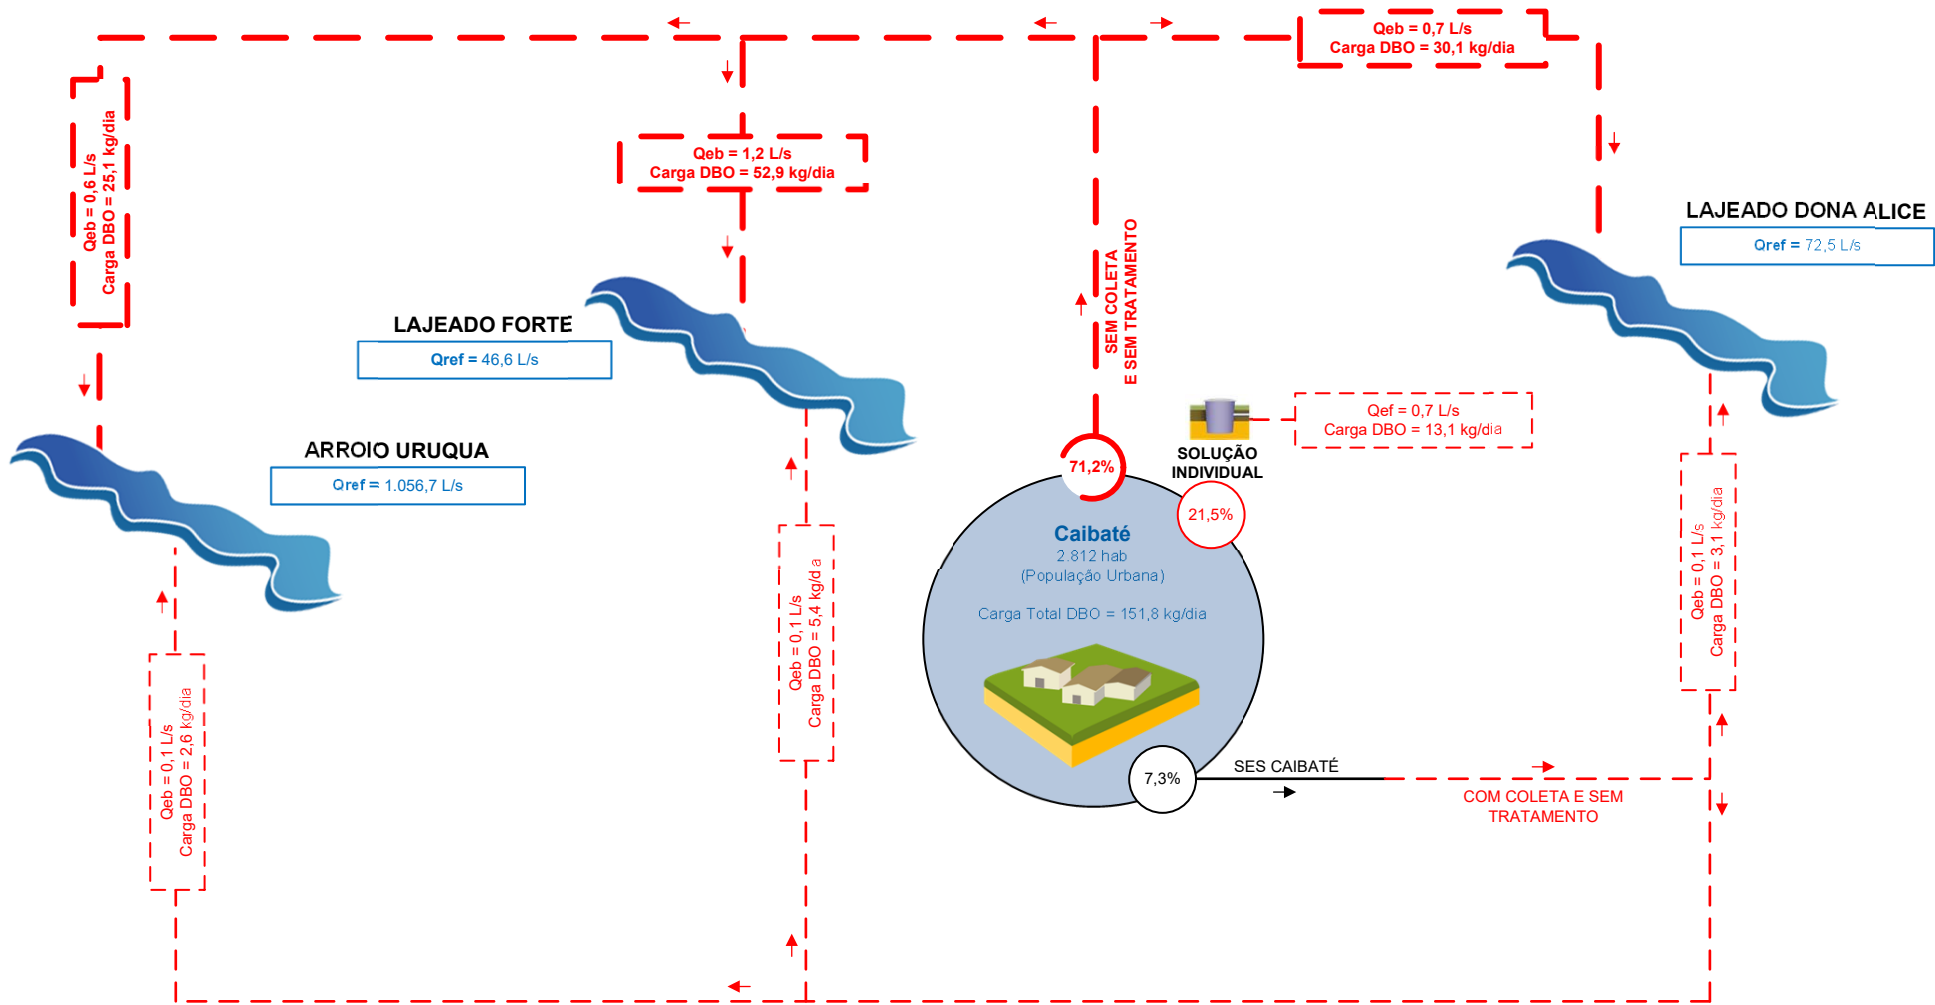 Qeb = 0,7 L/s
Carga DBO = 30,1 kg/dia
Qeb = 0,6 L/s
Carga DBO = 25,1 kg/dia
Qeb = 1,2 L/s
Carga DBO = 52,9 kg/dia
SEM COLETA
E SEM TRATAMENTO
LAJEADO DONA ALICE
Qref = 72,5 L/s
LAJEADO FORTE
Qref = 46,6 L/s
ARROIO URUQUA
Qref = 1.056,7 L/s
Qef = 0,7 L/s
Carga DBO = 13,1 kg/dia
SOLUÇÃO
INDIVIDUAL
71,2%
21,5%
Caibaté
2.812 hab
(População Urbana)
Carga Total DBO = 151,8 kg/dia
Qeb = 0,1 L/s
Carga DBO = 2,6 kg/dia
Qeb = 0,1 L/s
Carga DBO = 5,4 kg/dia
Qeb = 0,1 L/s
Carga DBO = 3,1 kg/dia
7,3%
SES CAIBATÉ
COM COLETA E SEM
TRATAMENTO